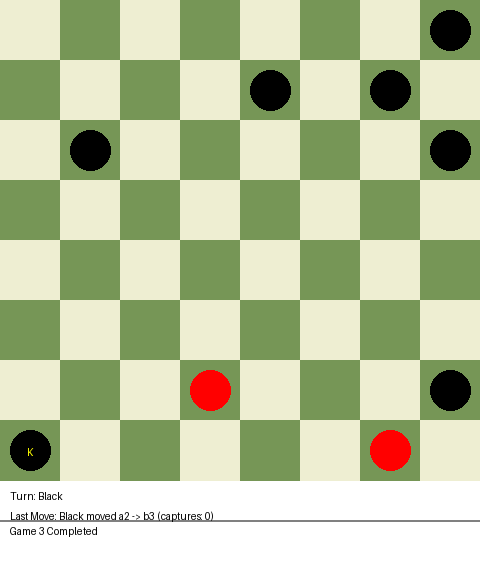 K
Turn: Black
Last Move: Black moved a2 -> b3 (captures: 0)
Game 3 Completed